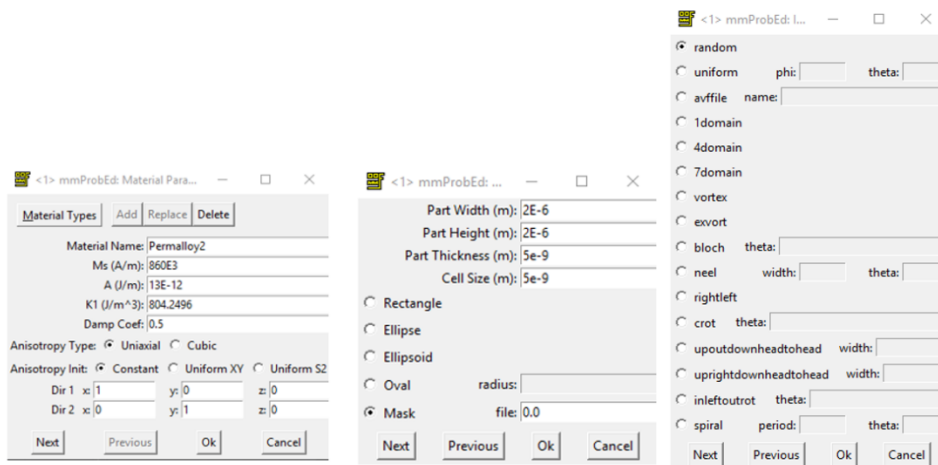 <1> mmProbEd: Material Para...
Material Types Add Replace Delete
Material Name: Permalloy2
Ms (A/m): 860E3
A (J/m): 13E-12
K1 (J/m^3): 804.2496
Damp Coef: 0.5
Anisotropy Type: Uniaxial Cubic
Anisotropy Init: Constant Uniform XY Uniform S2
Dir 1 x: 1 y: 0 z: 0
Dir 2 x: 0 y: 1 z: 0
Next Previous Ok Cancel
<1> mmProbEd: ...
Part Width (m): 2E-6
Part Height (m): 2E-6
Part Thickness (m): 5e-9
Cell Size (m): 5e-9
Rectangle
Ellipse
Ellipsoid
Oval radius:
Mask file: 0.0
Next Previous Ok Cancel
<1> mmProbEd: I...
random
uniform phi: theta:
avffile name:
1domain
4domain
7domain
vortex
exvort
bloch theta:
neel width: theta:
rightleft
crot theta:
upoutdownheadtohead width:
uprightdownheadtohead width:
inleftoutrot theta:
spiral period: theta:
Next Previous Ok Cancel